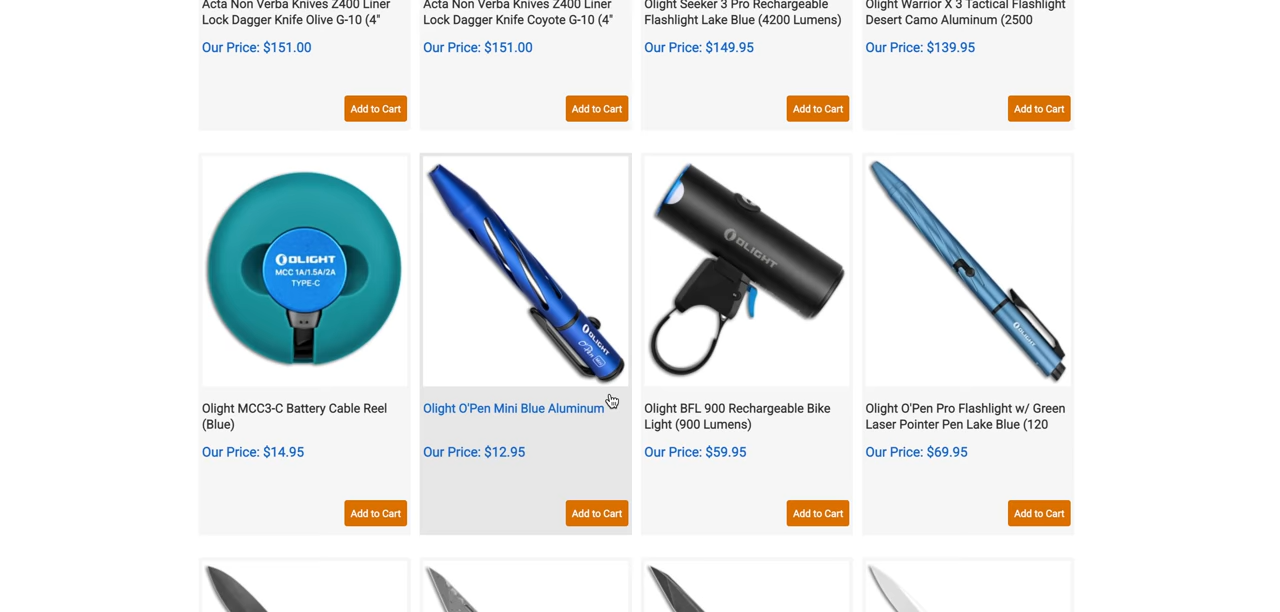 Acta Non Verba Knives Z400 Liner
Lock Dagger Knife Olive G-10 (4"
Our Price: $151.00
Add to Cart
Acta Non Verba Knives Z400 Liner
Lock Dagger Knife Coyote G-10 (4"
Our Price: $151.00
Add to Cart
Olight Seeker 3 Pro Rechargeable
Flashlight Lake Blue (4200 Lumens)
Our Price: $149.95
Add to Cart
Olight Warrior X 3 Tactical Flashlight
Desert Camo Aluminum (2500
Our Price: $139.95
Add to Cart
OLIGHT
MCC 1A/1.5A/2A
TYPE-C
Olight MCC3-C Battery Cable Reel
(Blue)
Our Price: $14.95
Add to Cart
OLIGHT
O'Pen MINI
Olight O'Pen Mini Blue Aluminum
Our Price: $12.95
Add to Cart
OLIGHT
Olight BFL 900 Rechargeable Bike
Light (900 Lumens)
Our Price: $59.95
Add to Cart
OLIGHT
Olight O'Pen Pro Flashlight w/ Green
Laser Pointer Pen Lake Blue (120
Our Price: $69.95
Add to Cart